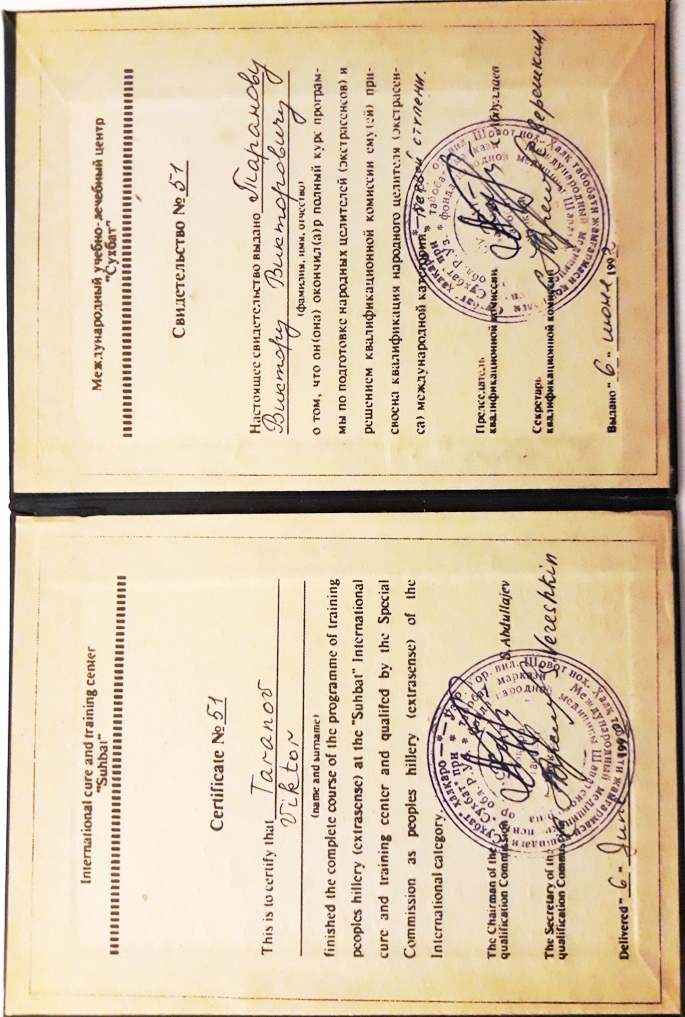 International cure and training center
"Suhbat"
Certificate № 51
This is to certify that Taranov
Viktor
(name and surname)
finished the complete course of the programme of training
peoples hillery (extrasense) at the "Suhbat" International
cure and training center and qualifed by the Special
Commission as peoples hillery (extrasense) of the
International category.
The Chairman of the
qualification Commission
B. Abdullajev
The Secretary of the
qualification Commission
Vereshkin
Delivered " 6 " June 1992
Международный учебно-лечебный центр
"Сухбат"
Свидетельство № 51
Настоящее свидетельство выдано Таранову
Виктору Викторовичу
(фамилия, имя, отчество)
о том, что он(она) окончил(а)р полный курс програм-
мы по подготовке народных целителей (экстрасенсов) и
решением квалификационной комиссии ему(ей) при-
своена квалификация народного целителя (экстрасен-
са) международной категории. первой ступени.
Председатель
квалификационной комиссии
Абдуллаев
Секретарь
квалификационной комиссии
Верешкин
Выдано " 6 " июня 1992